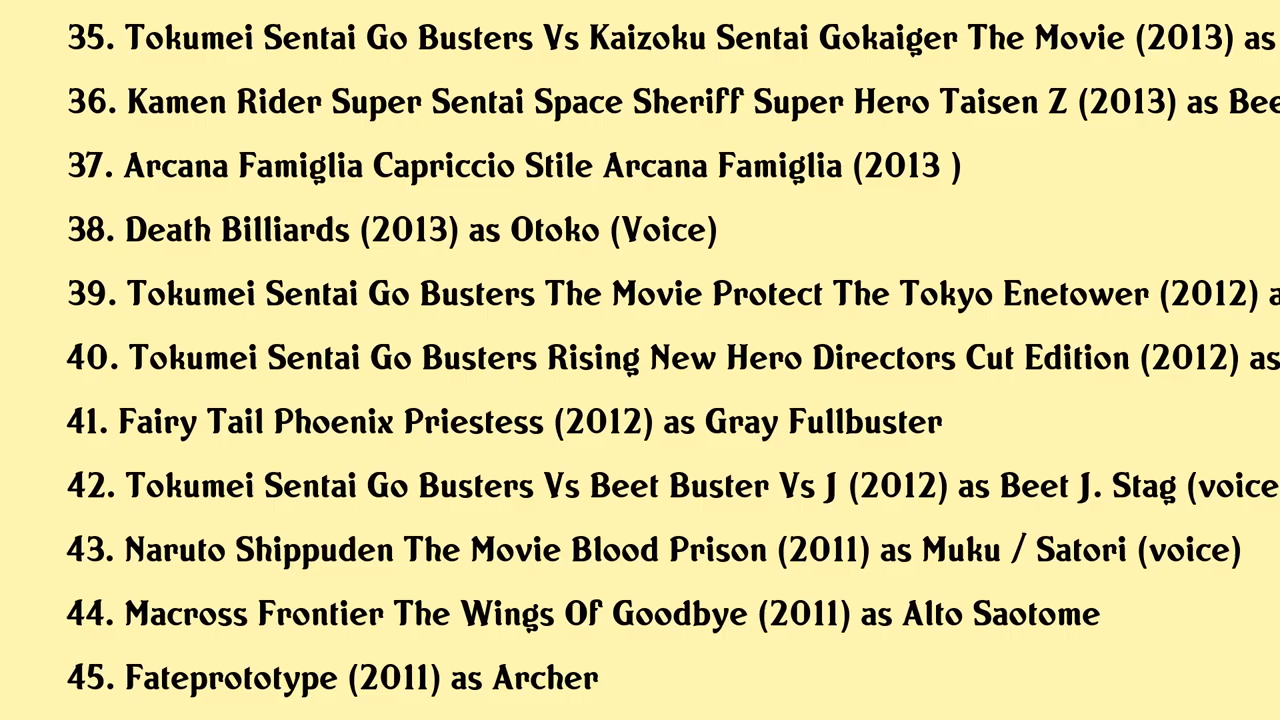 35. Tokumei Sentai Go Busters Vs Kaizoku Sentai Gokaiger The Movie (2013) as
36. Kamen Rider Super Sentai Space Sheriff Super Hero Taisen Z (2013) as Bee
37. Arcana Famiglia Capriccio Stile Arcana Famiglia (2013 )
38. Death Billiards (2013) as Otoko (Voice)
39. Tokumei Sentai Go Busters The Movie Protect The Tokyo Enetower (2012) a
40. Tokumei Sentai Go Busters Rising New Hero Directors Cut Edition (2012) as
41. Fairy Tail Phoenix Priestess (2012) as Gray Fullbuster
42. Tokumei Sentai Go Busters Vs Beet Buster Vs J (2012) as Beet J. Stag (voice
43. Naruto Shippuden The Movie Blood Prison (2011) as Muku / Satori (voice)
44. Macross Frontier The Wings Of Goodbye (2011) as Alto Saotome
45. Fateprototype (2011) as Archer